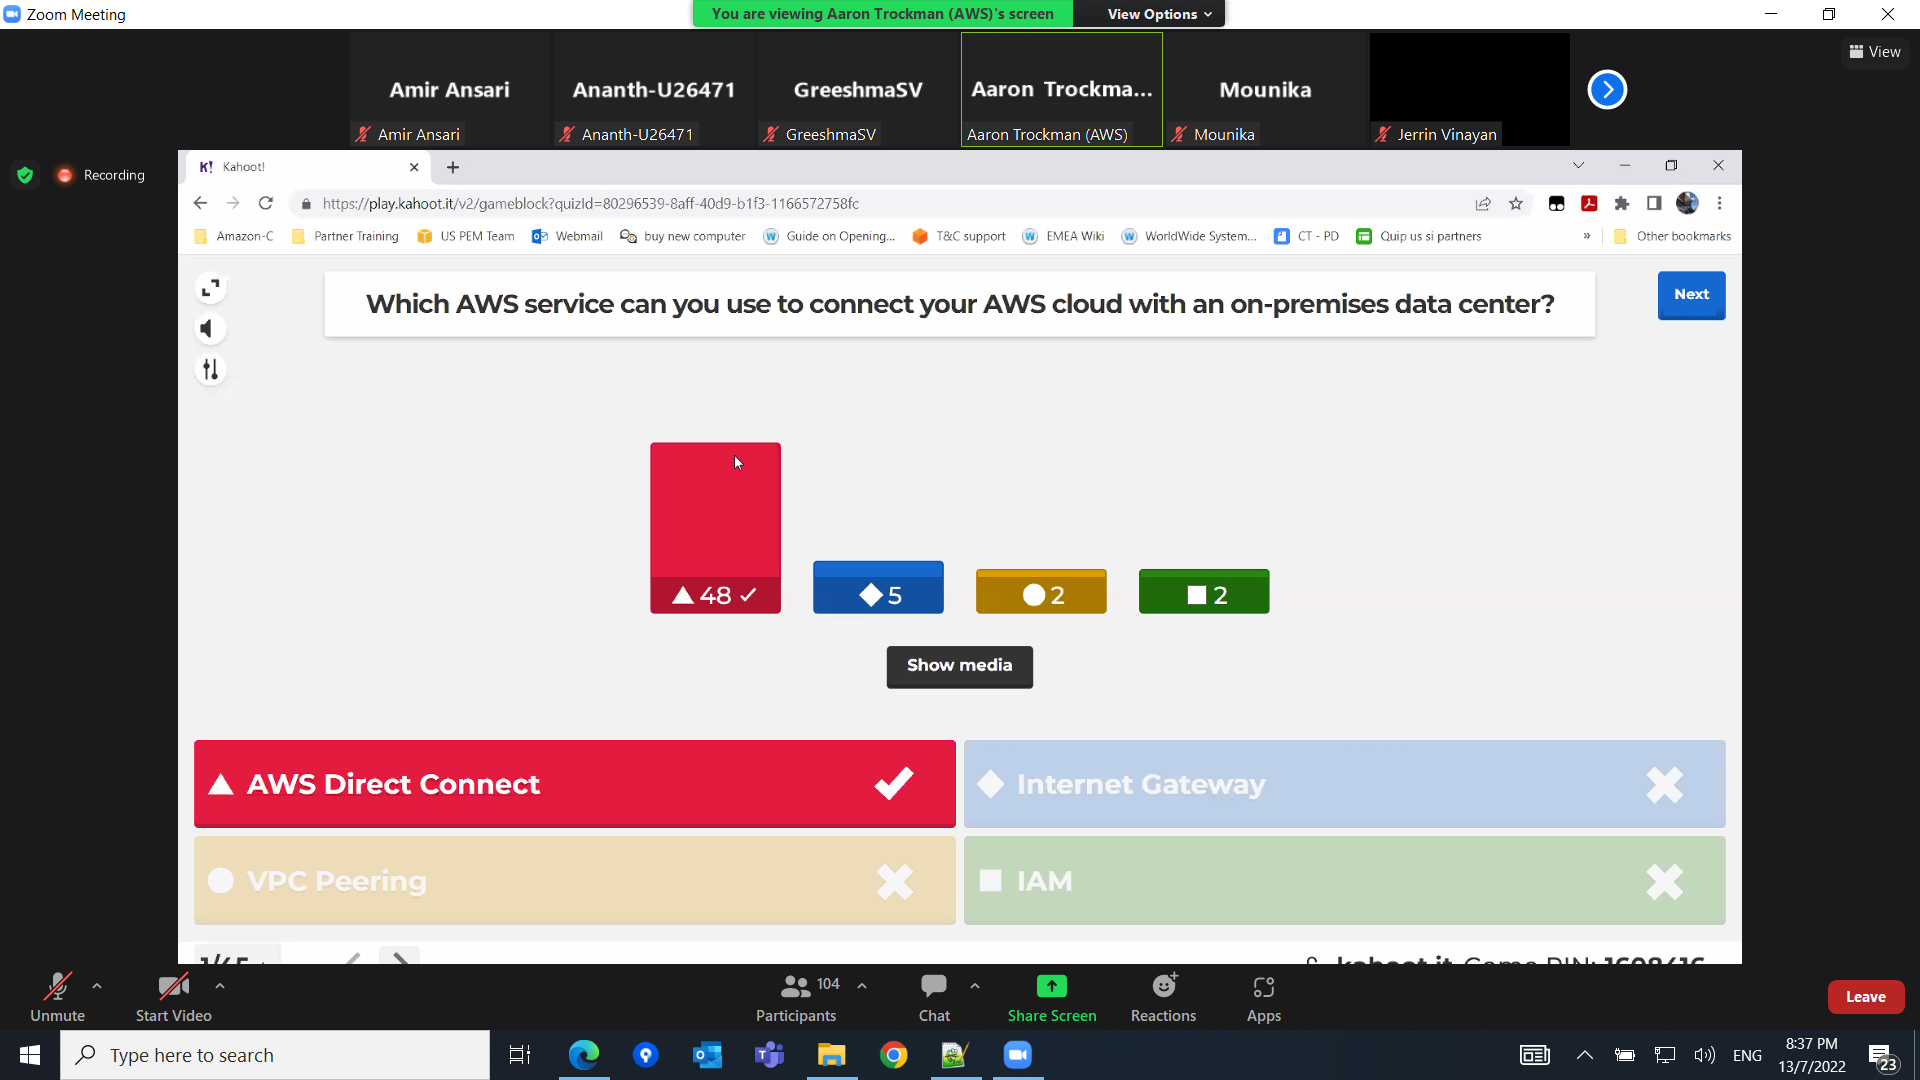 Zoom Meeting
You are viewing Aaron Trockman (AWS)'s screen
View Options
View
Amir Ansari
Ananth-U26471
GreeshmaSV
Aaron Trockma...
Mounika
Amir Ansari
Ananth-U26471
GreeshmaSV
Aaron Trockman (AWS)
Mounika
Jerrin Vinayan
Recording
K! Kahoot!
https://play.kahoot.it/v2/gameblock?quizId=80296539-8aff-40d9-b1f3-1166572758fc
Amazon-C
Partner Training
US PEM Team
Webmail
buy new computer
Guide on Opening...
T&C support
EMEA Wiki
WorldWide System...
CT - PD
Quip us si partners
»
Other bookmarks
Which AWS service can you use to connect your AWS cloud with an on-premises data center?
Next
48
5
2
2
Show media
AWS Direct Connect
Internet Gateway
VPC Peering
IAM
1/45
kahoot.it Game PIN: 1608416
Unmute
Start Video
104
Participants
Chat
Share Screen
Reactions
Apps
Leave
Type here to search
ENG
8:37 PM
13/7/2022
23